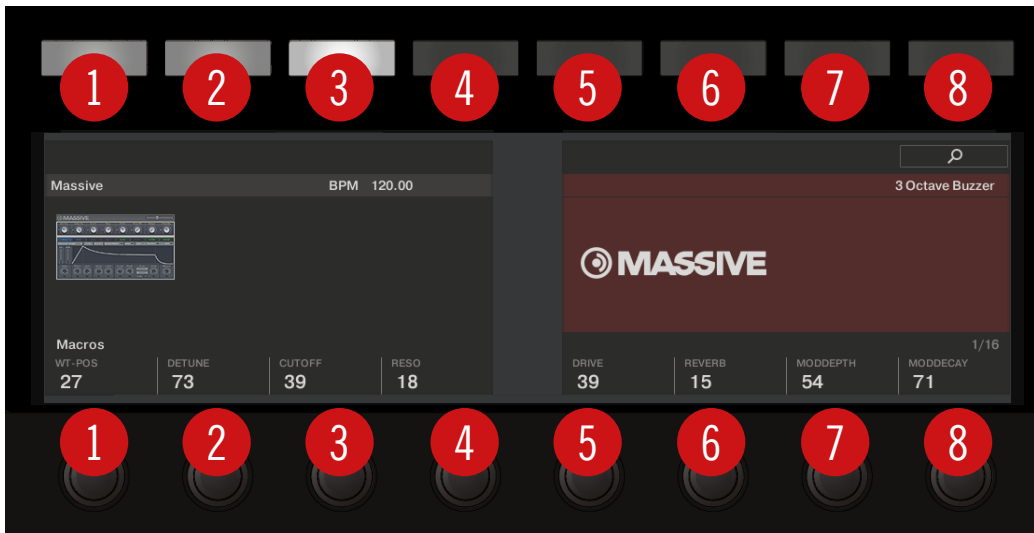 1 2 3 4 5 6 7 8
Massive BPM 120.00
3 Octave Buzzer
MASSIVE
MASSIVE
Macros
1/16
WT-POS DETUNE CUTOFF RESO DRIVE REVERB MODDEPTH MODDECAY
27 73 39 18 39 15 54 71
1 2 3 4 5 6 7 8